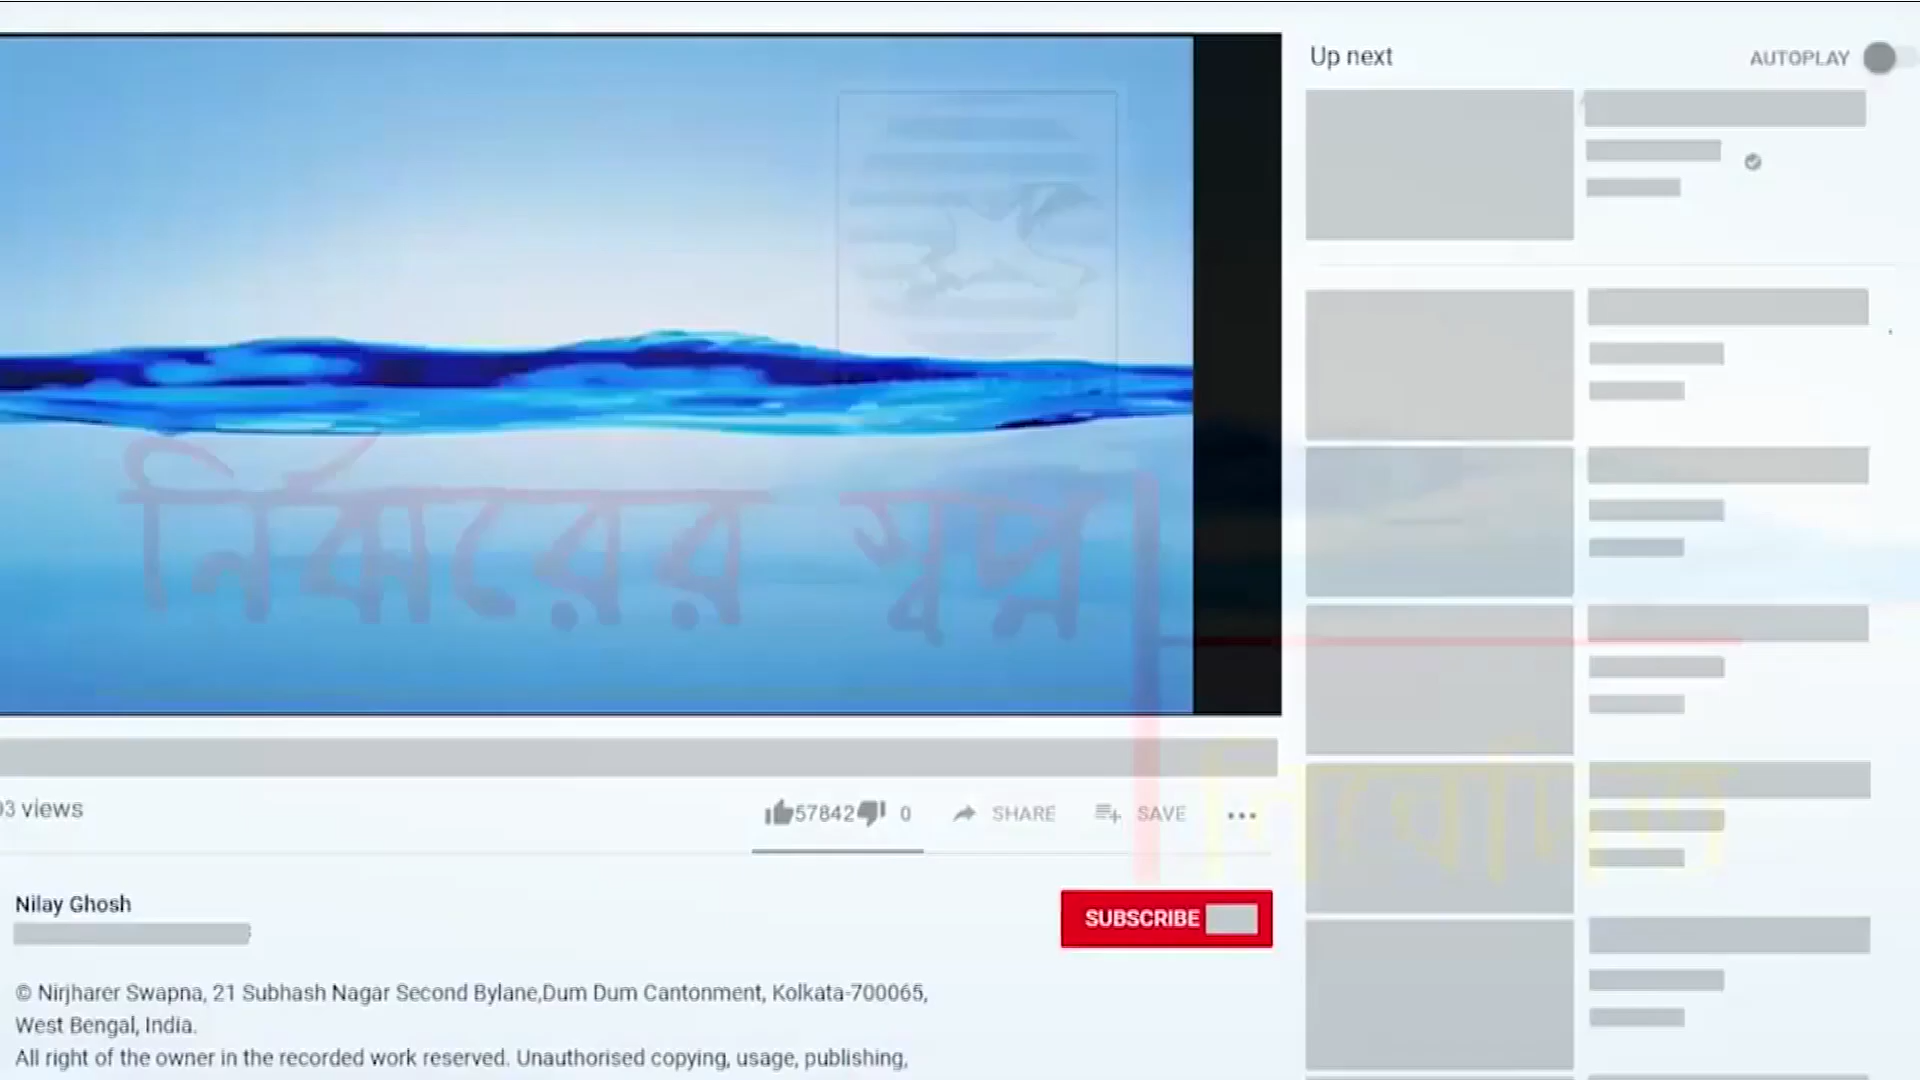 Up next
AUTOPLAY
নির্ঝরের স্বপ্ন
নিবেদিত
93 views
57842 0 SHARE SAVE
Nilay Ghosh
SUBSCRIBE
© Nirjharer Swapna, 21 Subhash Nagar Second Bylane,Dum Dum Cantonment, Kolkata-700065,
West Bengal, India.
All right of the owner in the recorded work reserved. Unauthorised copying, usage, publishing,